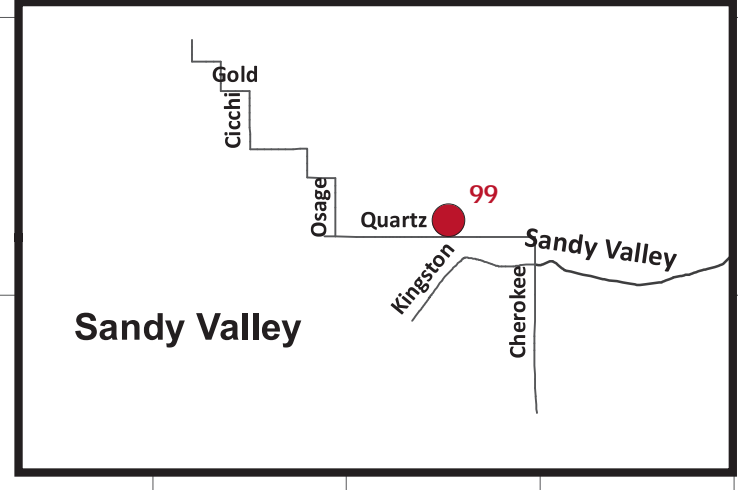 Gold
Cicchi
99
Osage
Quartz
Sandy Valley
Kingston
Cherokee
Sandy Valley